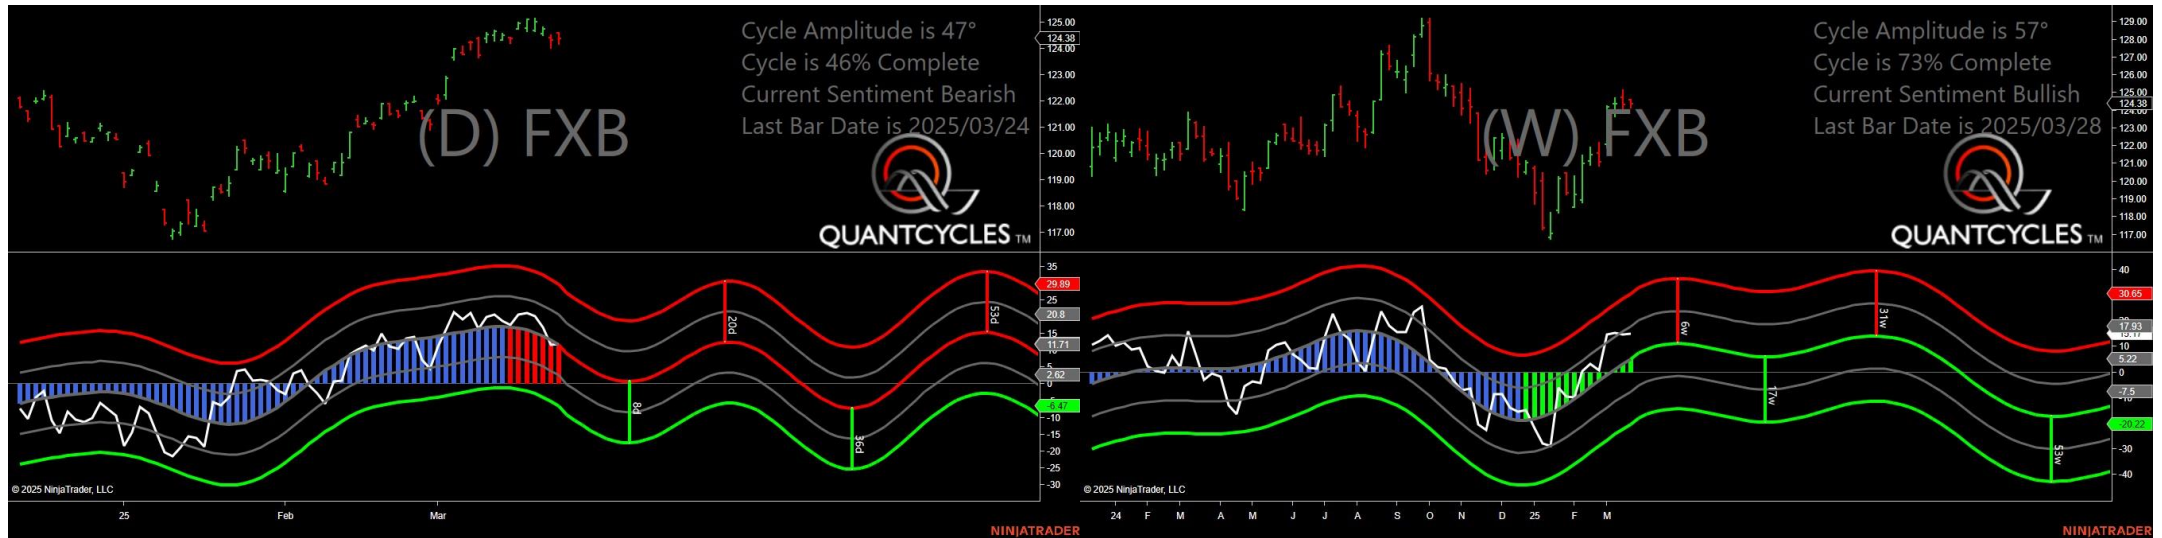 Cycle Amplitude is 47°
Cycle is 46% Complete
Current Sentiment Bearish
Last Bar Date is 2025/03/24
(D) FXB
QUANTCYCLES TM
125.00
124.38
124.00
123.00
122.00
121.00
120.00
119.00
118.00
117.00
35
29.89
25
20.8
15
11.71
2.62
0
-6.47
-10
-15
-20
-25
-30
8d
20d
36d
53d
© 2025 NinjaTrader, LLC
25 Feb Mar
NINJATRADER
Cycle Amplitude is 57°
Cycle is 73% Complete
Current Sentiment Bullish
Last Bar Date is 2025/03/28
(W) FXB
QUANTCYCLES TM
129.00
128.00
127.00
126.00
125.00
124.38
123.00
122.00
121.00
120.00
119.00
118.00
117.00
40
30.65
17.93
10
5.22
0
-7.5
-20.22
-30
-40
6w
17w
31w
53w
© 2025 NinjaTrader, LLC
24 F M A M J J A S O N D 25 F M
NINJATRADER